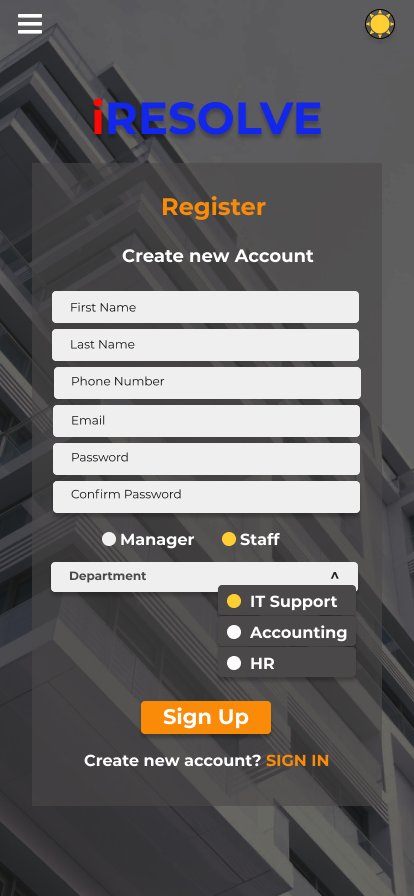 iRESOLVE
Register
Create new Account
First Name
Last Name
Phone Number
Email
Password
Confirm Password
Manager Staff
Department ^
IT Support
Accounting
HR
Sign Up
Create new account? SIGN IN